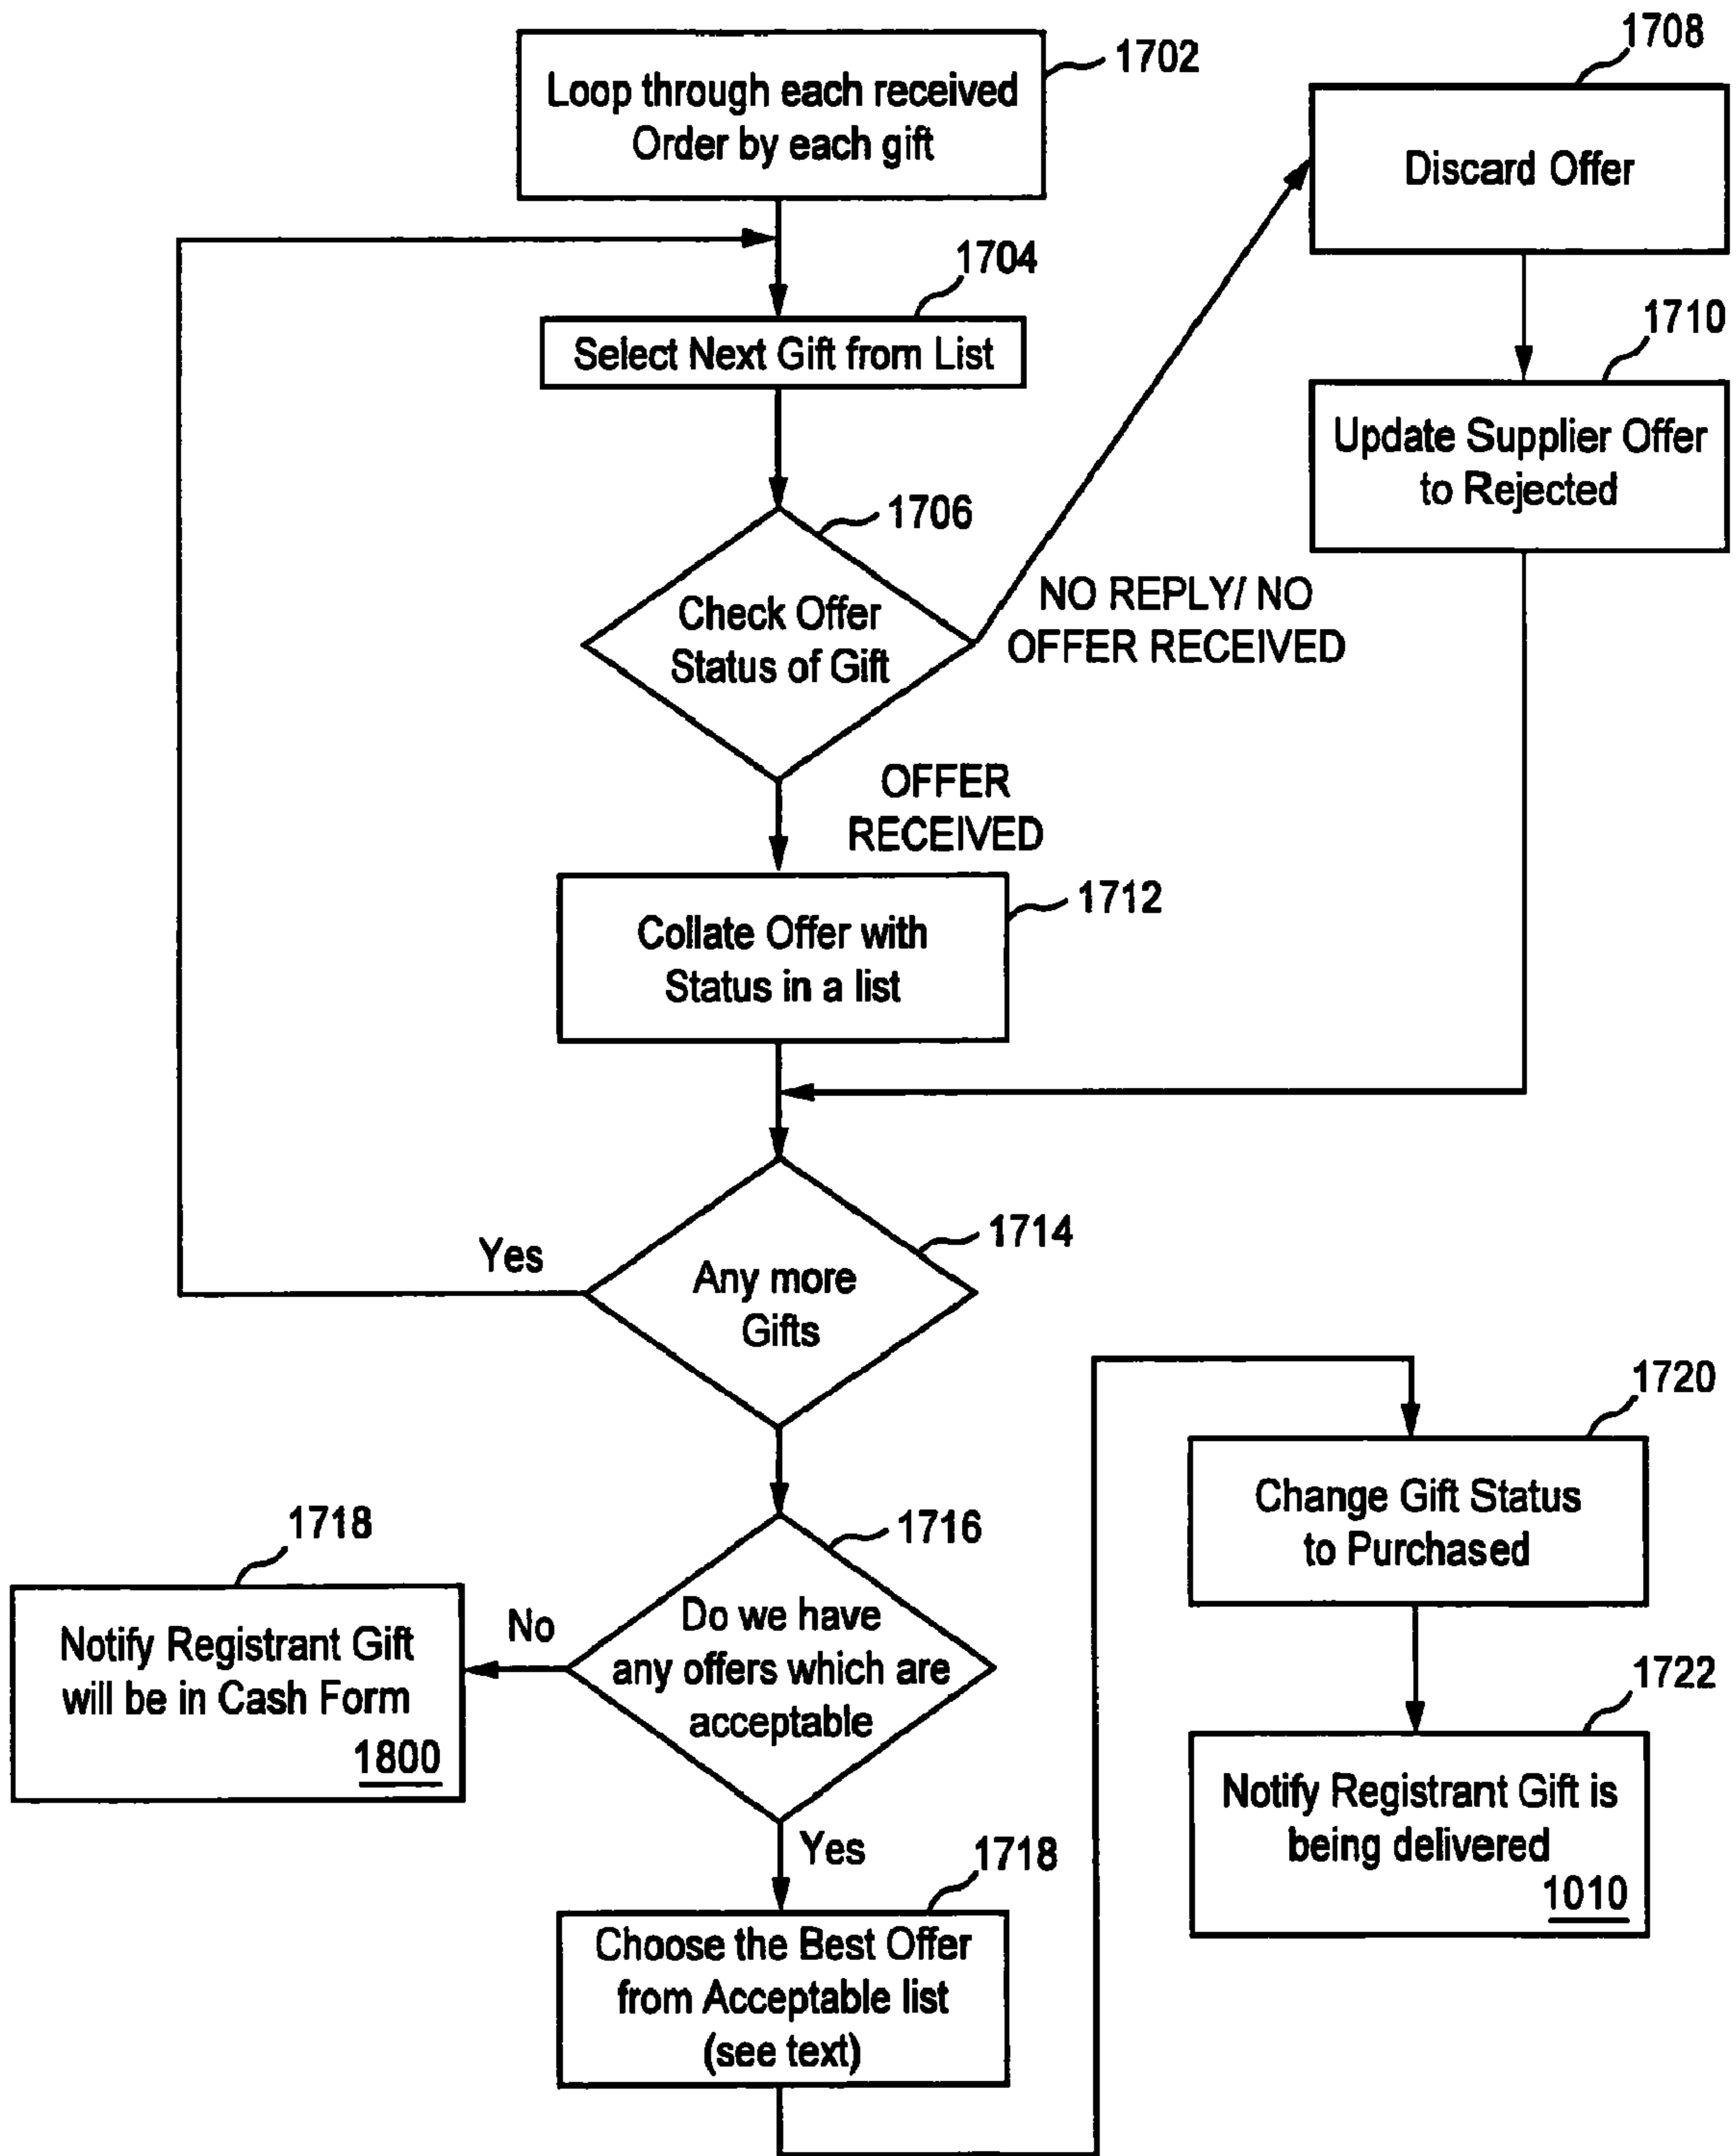 1702
Loop through each received
Order by each gift
1708
Discard Offer
1704
Select Next Gift from List
1710
Update Supplier Offer
to Rejected
1706
Check Offer
Status of Gift
NO REPLY/ NO
OFFER RECEIVED
OFFER
RECEIVED
1712
Collate Offer with
Status in a list
1714
Yes
Any more
Gifts
1716
Do we have
any offers which are
acceptable
No
1718
Notify Registrant Gift
will be in Cash Form
1800
Yes
1718
Choose the Best Offer
from Acceptable list
(see text)
1720
Change Gift Status
to Purchased
1722
Notify Registrant Gift is
being delivered
1010